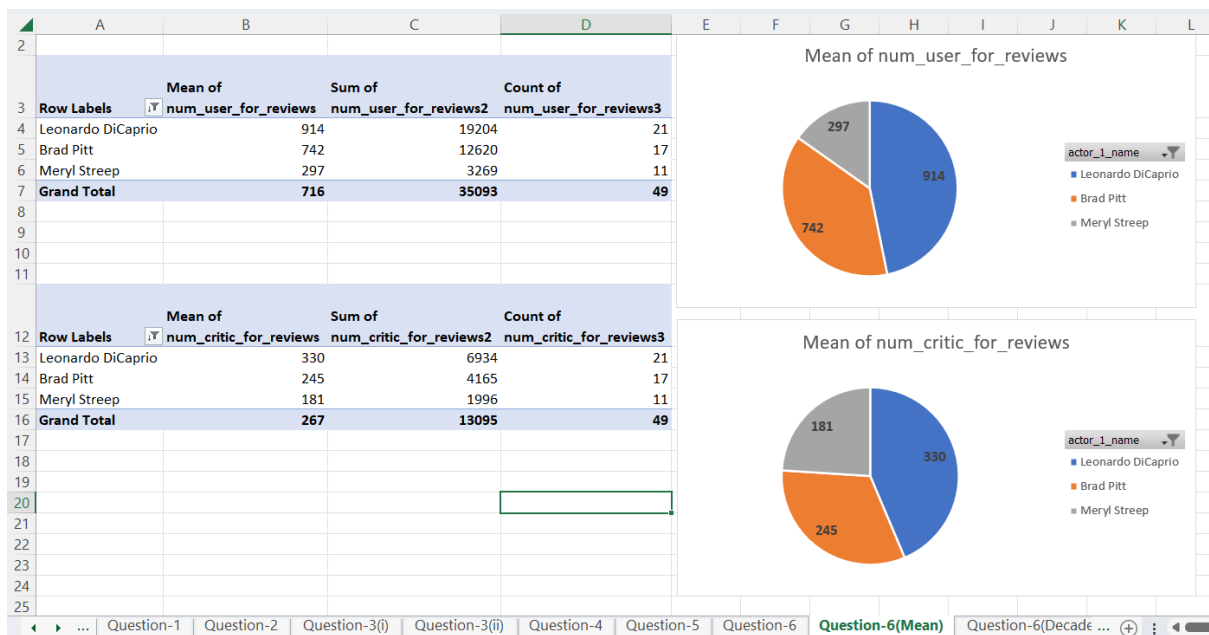 A B C D E F G H I J K L
2
3 Row Labels Mean of num_user_for_reviews Sum of num_user_for_reviews2 Count of num_user_for_reviews3
4 Leonardo DiCaprio 914 19204 21
5 Brad Pitt 742 12620 17
6 Meryl Streep 297 3269 11
7 Grand Total 716 35093 49
8
9
10
11
12 Row Labels Mean of num_critic_for_reviews Sum of num_critic_for_reviews2 Count of num_critic_for_reviews3
13 Leonardo DiCaprio 330 6934 21
14 Brad Pitt 245 4165 17
15 Meryl Streep 181 1996 11
16 Grand Total 267 13095 49
17
18
19
20
21
22
23
24
25
Mean of num_user_for_reviews
297
914
742
actor_1_name
Leonardo DiCaprio
Brad Pitt
Meryl Streep
Mean of num_critic_for_reviews
181
330
245
actor_1_name
Leonardo DiCaprio
Brad Pitt
Meryl Streep
... Question-1 Question-2 Question-3(i) Question-3(ii) Question-4 Question-5 Question-6 Question-6(Mean) Question-6(Decade ...